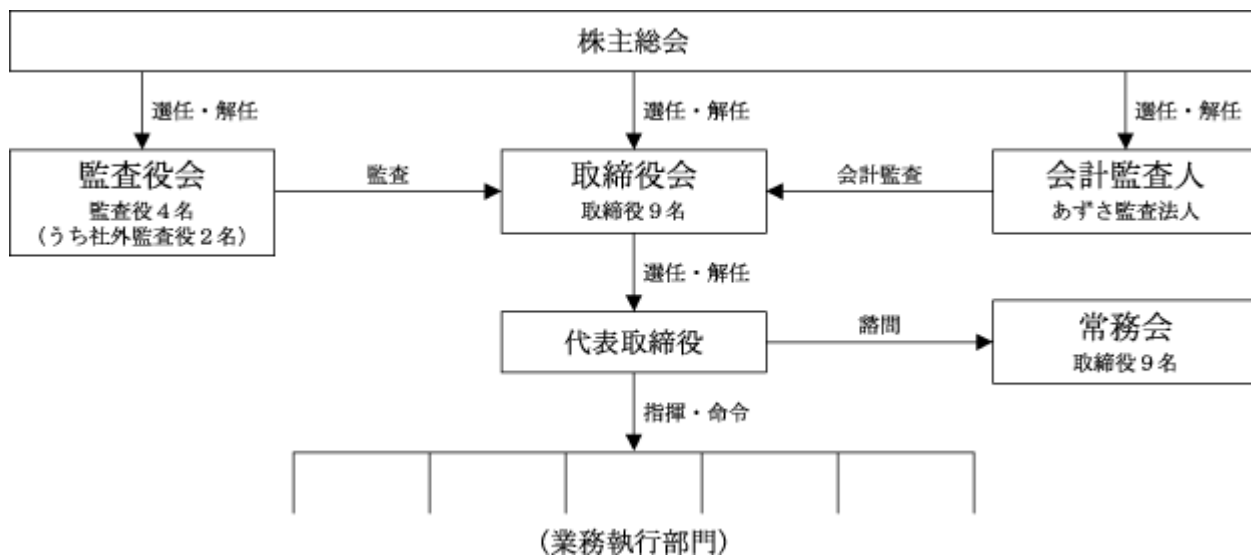 株主総会
選任・解任
選任・解任
選任・解任
監査役会
監査役４名
（うち社外監査役２名）
監査
取締役会
取締役９名
会計監査
会計監査人
あずさ監査法人
選任・解任
代表取締役
諮問
常務会
取締役９名
指揮・命令
（業務執行部門）